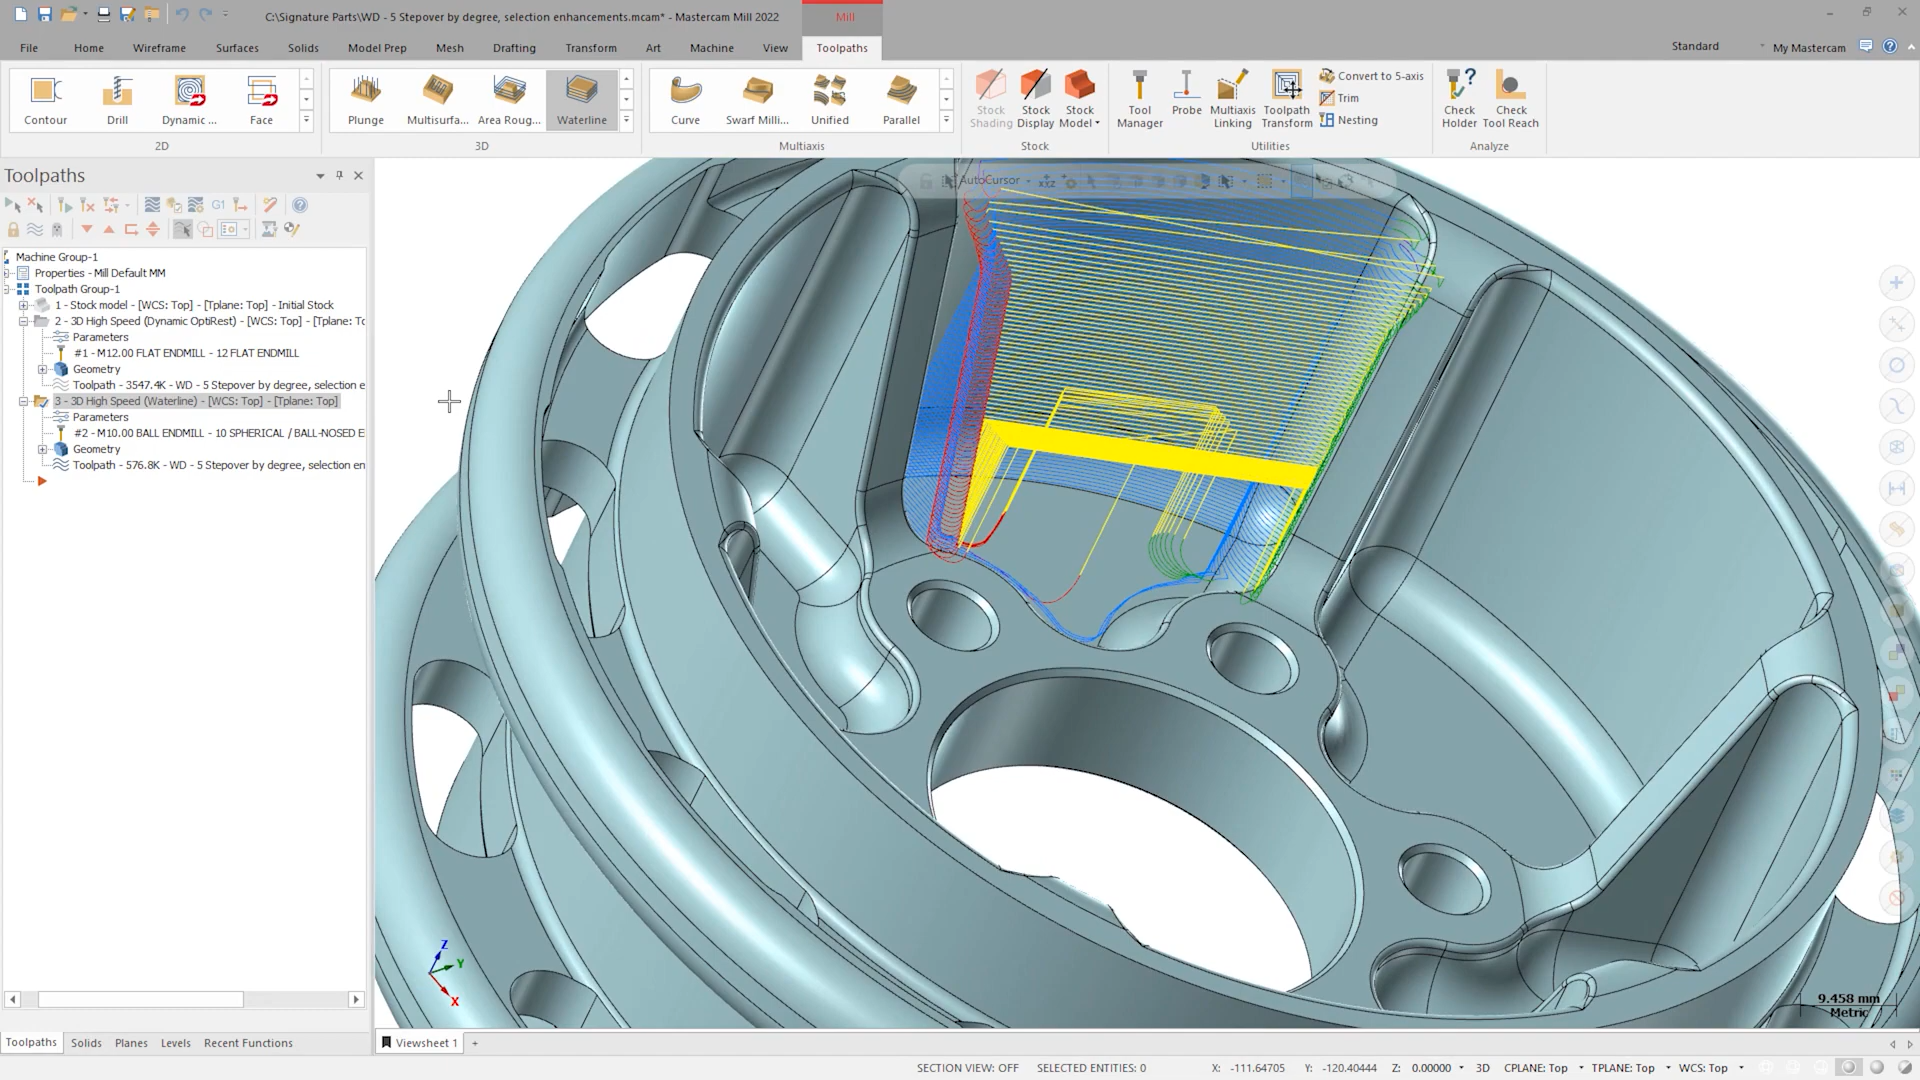 C:\Signature Parts\WD - 5 Stepover by degree, selection enhancements.mcam* - Mastercam Mill 2022
Mill
File
Home
Wireframe
Surfaces
Solids
Model Prep
Mesh
Drafting
Transform
Art
Machine
View
Toolpaths
Standard
My Mastercam
Contour
Drill
Dynamic ...
Face
Plunge
Multisurfa...
Area Roug...
Waterline
Curve
Swarf Milli...
Unified
Parallel
Stock Shading
Stock Display
Stock Model
Tool Manager
Probe
Multiaxis Linking
Toolpath Transform
Convert to 5-axis
Trim
Nesting
Check Holder
Check Tool Reach
2D
3D
Multiaxis
Stock
Utilities
Analyze
Toolpaths
AutoCursor
G1
Machine Group-1
Properties - Mill Default MM
Toolpath Group-1
1 - Stock model - [WCS: Top] - [Tplane: Top] - Initial Stock
2 - 3D High Speed (Dynamic OptiRest) - [WCS: Top] - [Tplane: To
Parameters
#1 - M12.00 FLAT ENDMILL - 12 FLAT ENDMILL
Geometry
Toolpath - 3547.4K - WD - 5 Stepover by degree, selection e
3 - 3D High Speed (Waterline) - [WCS: Top] - [Tplane: Top]
Parameters
#2 - M10.00 BALL ENDMILL - 10 SPHERICAL / BALL-NOSED E
Geometry
Toolpath - 576.8K - WD - 5 Stepover by degree, selection en
Z
Y
X
9.458 mm
Metric
Toolpaths
Solids
Planes
Levels
Recent Functions
Viewsheet 1
+
SECTION VIEW: OFF
SELECTED ENTITIES: 0
X: -111.64705
Y: -120.40444
Z: 0.00000
3D
CPLANE: Top
TPLANE: Top
WCS: Top